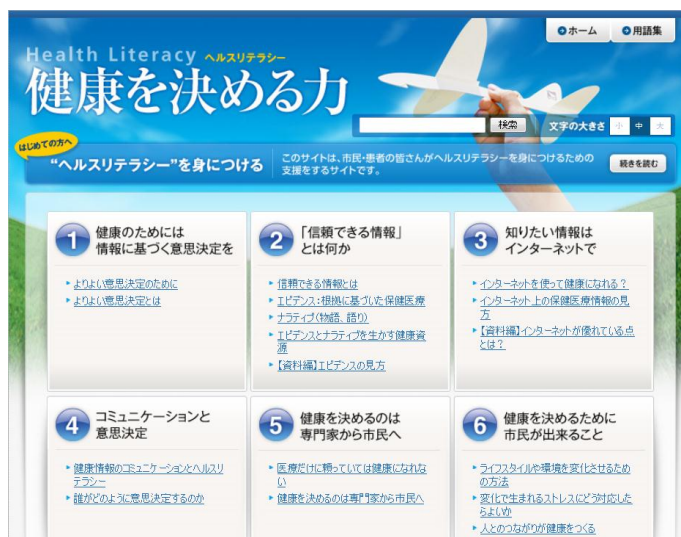 ホーム
用語集
Health Literacy ヘルスリテラシー
健康を決める力
検索
文字の大きさ 小 中 大
はじめての方へ
“ヘルスリテラシー”を身につける
このサイトは、市民・患者の皆さんがヘルスリテラシーを身につけるための
支援をするサイトです。
続きを読む
1
健康のためには
情報に基づく意思決定を
よりよい意思決定のために
よりよい意思決定とは
2
「信頼できる情報」
とは何か
信頼できる情報とは
エビデンス:根拠に基づいた保健医療
ナラティブ(物語、語り)
エビデンスとナラティブを生かす健康資
源
【資料編】エビデンスの見方
3
知りたい情報は
インターネットで
インターネットを使って健康になれる?
インターネット上の保健医療情報の見
方
【資料編】インターネットが優れている点
とは?
4
コミュニケーションと
意思決定
健康情報のコミュニケーションとヘルスリ
テラシー
誰がどのように意思決定するのか
5
健康を決めるのは
専門家から市民へ
医療だけに頼っていては健康になれな
い
健康を決めるのは専門家から市民へ
6
健康を決めるために
市民が出来ること
ライフスタイルや環境を変化させるため
の方法
変化で生まれるストレスにどう対応した
らよいか
人とのつながりが健康をつくる